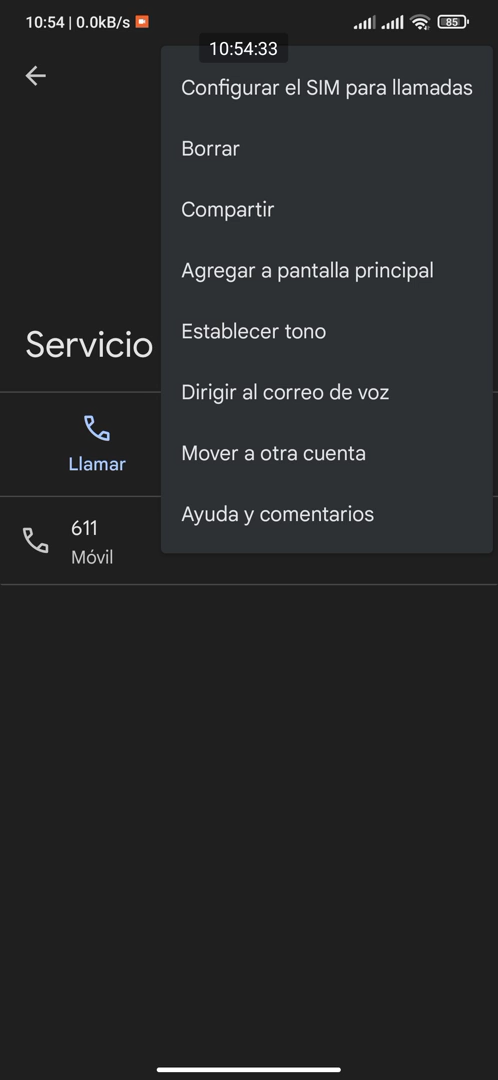 10:54 | 0.0kB/s
85
10:54:33
Configurar el SIM para llamadas
Borrar
Compartir
Agregar a pantalla principal
Establecer tono
Dirigir al correo de voz
Mover a otra cuenta
Ayuda y comentarios
Servicio
Llamar
611
Móvil